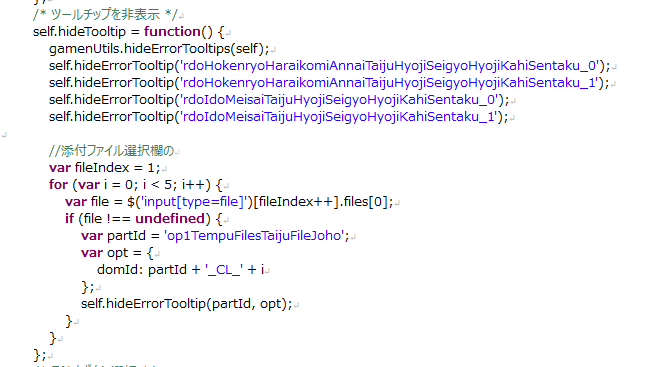 /* ツールチップを非表示 */
self.hideTooltip = function() {
gamenUtils.hideErrorTooltips(self);
self.hideErrorTooltip('rdoHokenryoHaraikomiAnnaiTaijuHyojiSeigyoHyojiKahiSentaku_0');
self.hideErrorTooltip('rdoHokenryoHaraikomiAnnaiTaijuHyojiSeigyoHyojiKahiSentaku_1');
self.hideErrorTooltip('rdoIdoMeisaiTaijuHyojiSeigyoHyojiKahiSentaku_0');
self.hideErrorTooltip('rdoIdoMeisaiTaijuHyojiSeigyoHyojiKahiSentaku_1');
//添付ファイル選択欄の
var fileIndex = 1;
for (var i = 0; i < 5; i++) {
var file = $('input[type=file]')[fileIndex++].files[0];
if (file !== undefined) {
var partId = 'op1TempuFilesTaijuFileJoho';
var opt = {
domId: partId + '_CL_' + i
};
self.hideErrorTooltip(partId, opt);
}
}
};